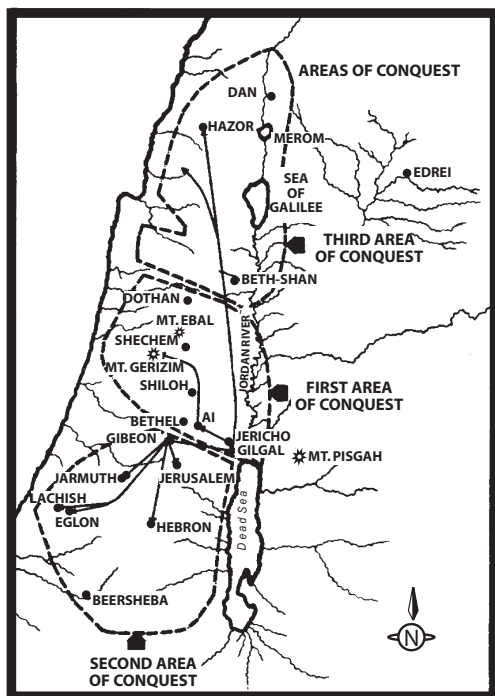 AREAS OF CONQUEST
DAN
HAZOR
MEROM
EDREI
SEA
OF
GALILEE
THIRD AREA
OF CONQUEST
BETH-SHAN
DOTHAN
MT. EBAL
SHECHEM
MT. GERIZIM
JORDAN RIVER
SHILOH
FIRST AREA
OF CONQUEST
BETHEL
AI
GIBEON
JERICHO
GILGAL
MT. PISGAH
JARMUTH
JERUSALEM
LACHISH
EGLON
HEBRON
Dead Sea
BEERSHEBA
N
SECOND AREA
OF CONQUEST